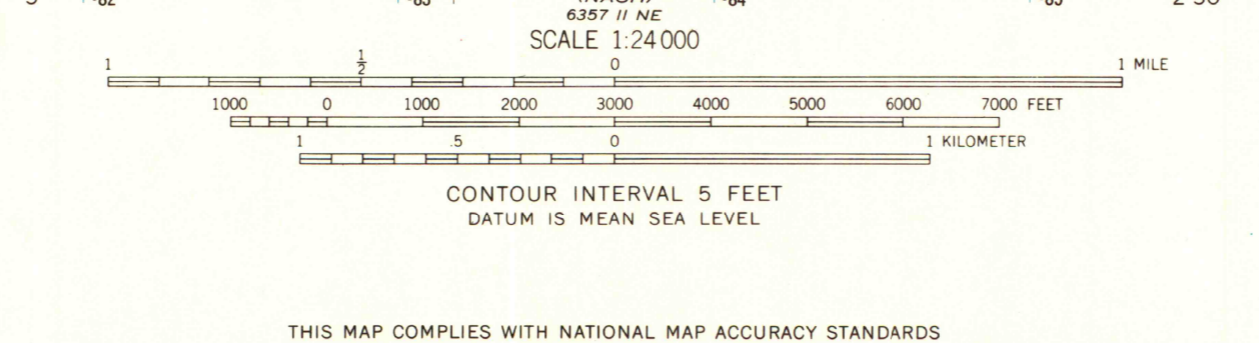 6357 II NE
SCALE 1:24 000
1 1/2 0 1 MILE
1000 0 1000 2000 3000 4000 5000 6000 7000 FEET
1 .5 0 1 KILOMETER
CONTOUR INTERVAL 5 FEET
DATUM IS MEAN SEA LEVEL
THIS MAP COMPLIES WITH NATIONAL MAP ACCURACY STANDARDS